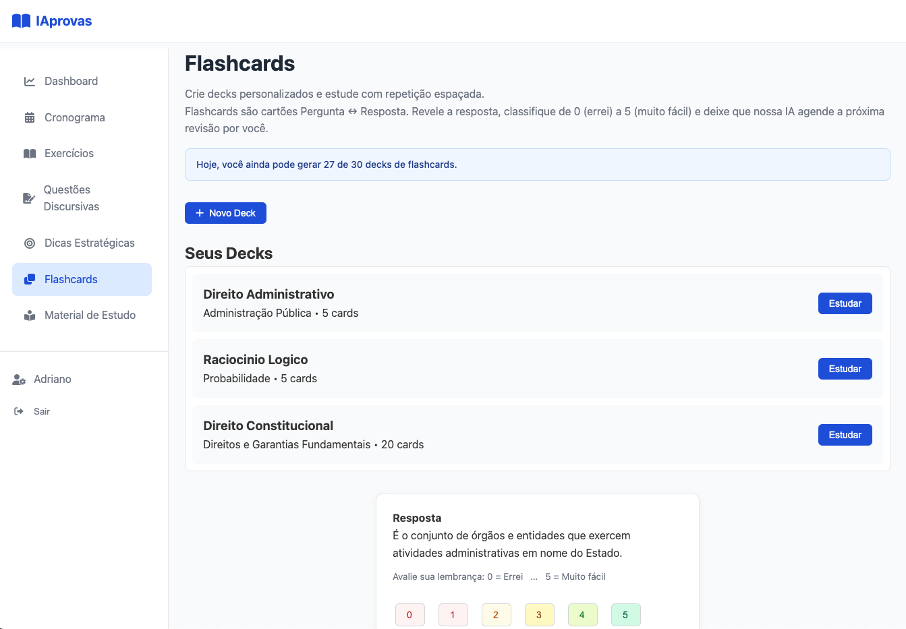 IAprovas
Dashboard
Cronograma
Exercícios
Questões
Discursivas
Dicas Estratégicas
Flashcards
Material de Estudo
Adriano
Sair
Flashcards
Crie decks personalizados e estude com repetição espaçada.
Flashcards são cartões Pergunta ↔ Resposta. Revele a resposta, classifique de 0 (errei) a 5 (muito fácil) e deixe que nossa IA agende a próxima
revisão por você.
Hoje, você ainda pode gerar 27 de 30 decks de flashcards.
+ Novo Deck
Seus Decks
Direito Administrativo
Administração Pública • 5 cards
Estudar
Raciocinio Logico
Probabilidade • 5 cards
Estudar
Direito Constitucional
Direitos e Garantias Fundamentais • 20 cards
Estudar
Resposta
É o conjunto de órgãos e entidades que exercem
atividades administrativas em nome do Estado.
Avalie sua lembrança: 0 = Errei ... 5 = Muito fácil
0 1 2 3 4 5